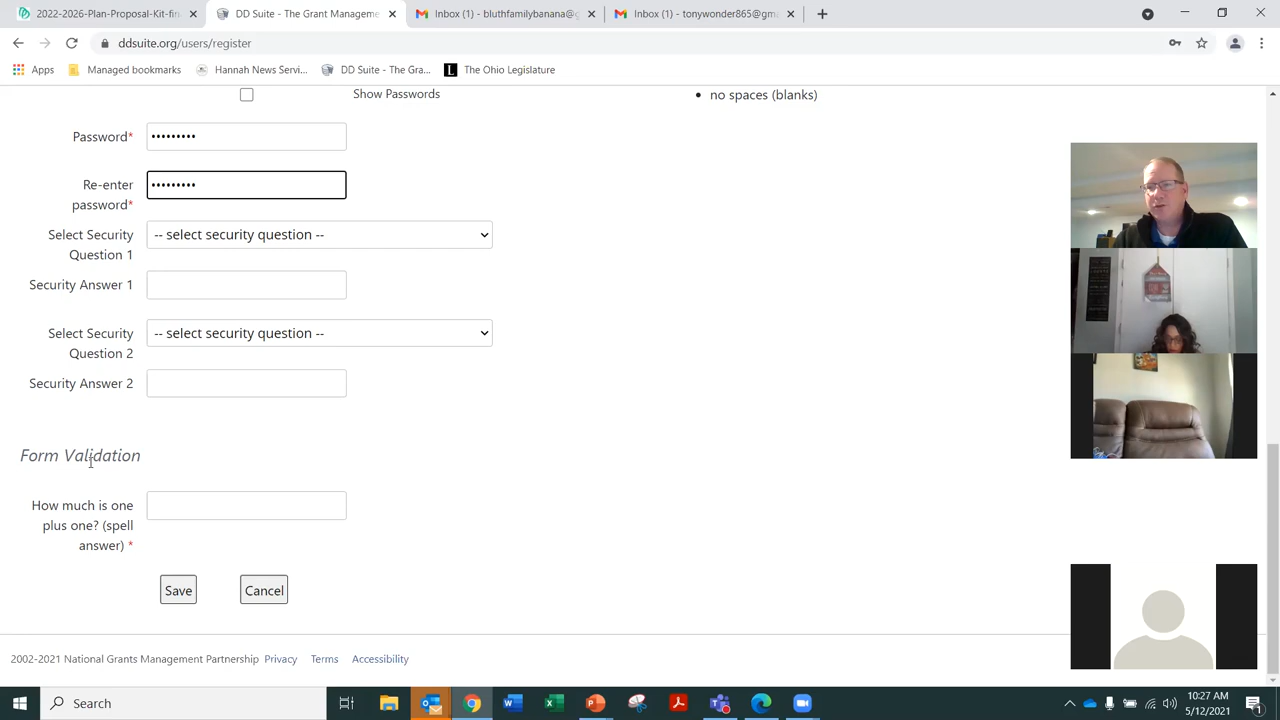 2022-2026-Plan-Proposal-Kit-fin
DD Suite - The Grant Manageme
Inbox (1) - bluthfamilybanana@g
Inbox (1) - tonywonder865@gma
ddsuite.org/users/register
Apps
Managed bookmarks
Hannah News Servi...
DD Suite - The Gra...
The Ohio Legislature
Show Passwords
• no spaces (blanks)
Password*
•••••••••
Re-enter
password*
•••••••••
Select Security
Question 1
-- select security question --
Security Answer 1
Select Security
Question 2
-- select security question --
Security Answer 2
Form Validation
How much is one
plus one? (spell
answer) *
Save
Cancel
2002-2021 National Grants Management Partnership Privacy Terms Accessibility
Search
10:27 AM
5/12/2021